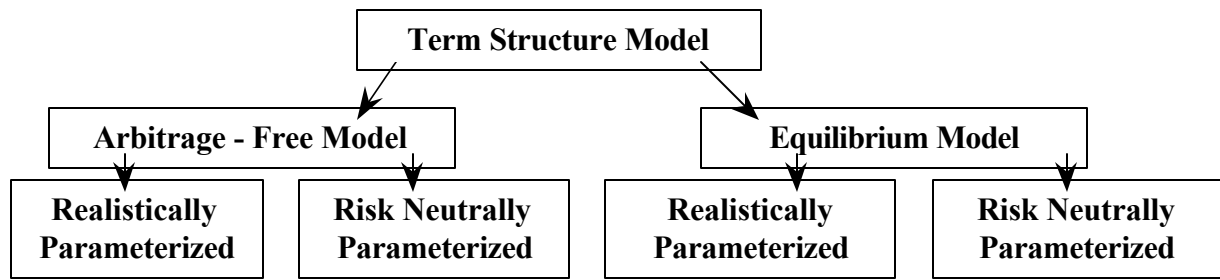 Term Structure Model
Arbitrage - Free Model
Equilibrium Model
Realistically
Parameterized
Risk Neutrally
Parameterized
Realistically
Parameterized
Risk Neutrally
Parameterized